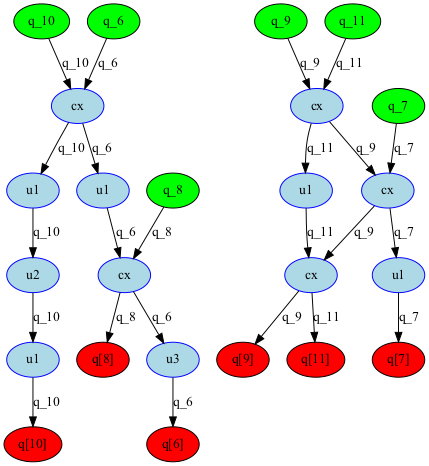 q_10 q_6 q_9 q_11
q_10 q_6 q_9 q_11
cx cx q_7
q_10 q_6 q_11 q_9 q_7
u1 u1 q_8 u1 cx
q_10 q_6 q_8 q_11 q_9 q_7
u2 cx cx u1
q_10 q_8 q_6 q_9 q_11 q_7
u1 q[8] u3 q[9] q[11] q[7]
q_10 q_6
q[10] q[6]